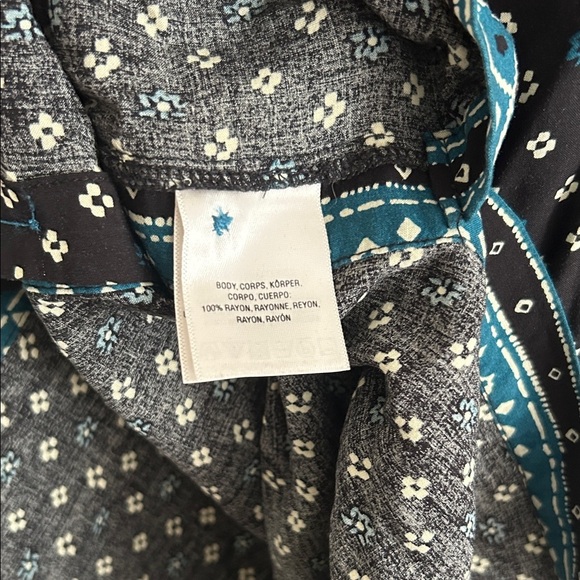 BODY, CORPS, KÖRPER,
CORPO, CUERPO:
100% RAYON, RAYONNE, REYON,
RAYON, RAYÓN